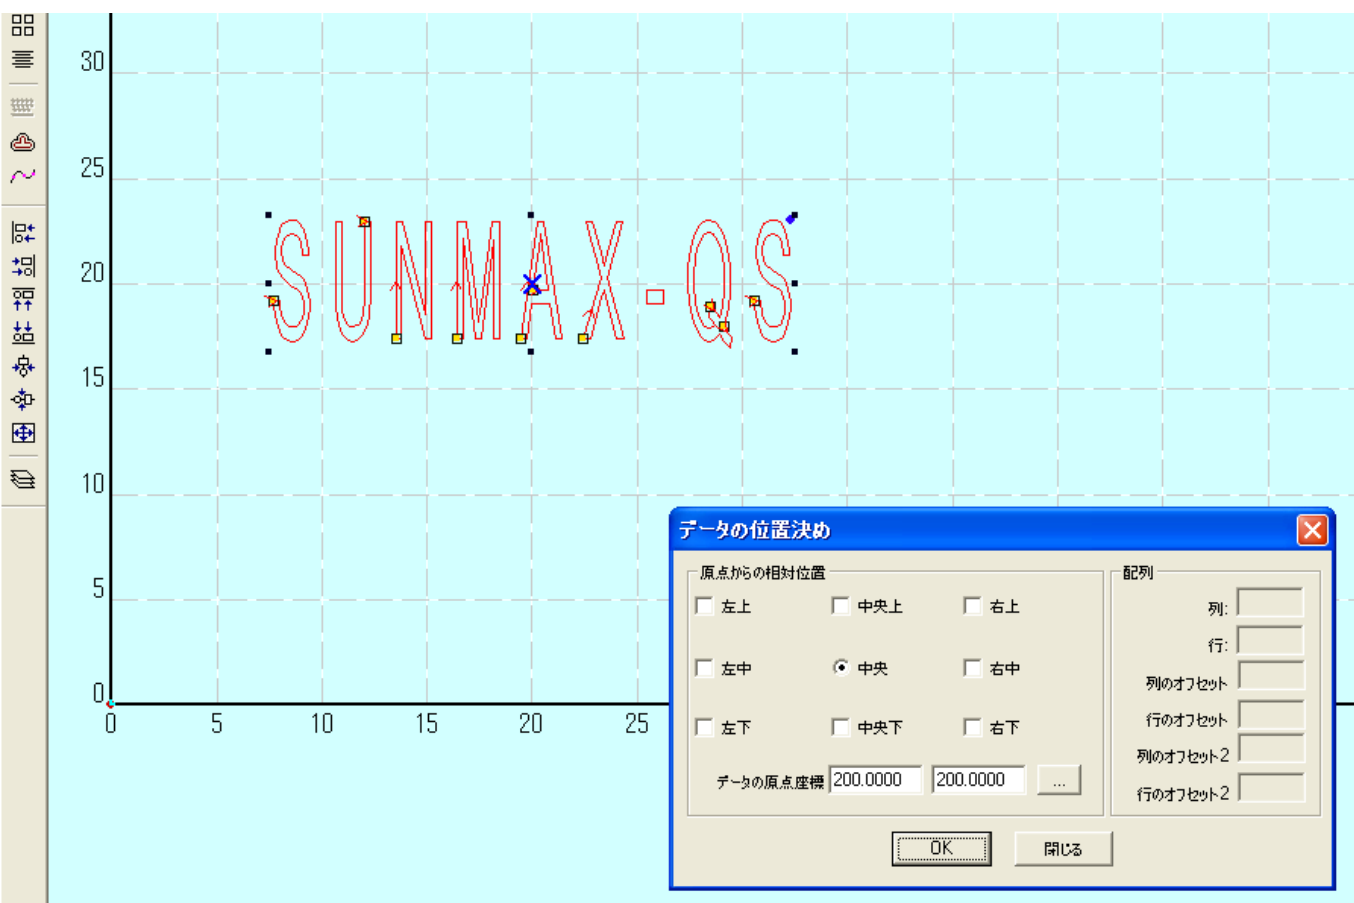 30
25
20
15
10
5
0
0 5 10 15 20 25
SUNMAX-QS
データの位置決め
原点からの相対位置
左上 中央上 右上
左中 中央 右中
左下 中央下 右下
データの原点座標 200.0000 200.0000 ...
配列
列:
行:
列のオフセット
行のオフセット
列のオフセット2
行のオフセット2
OK 閉じる